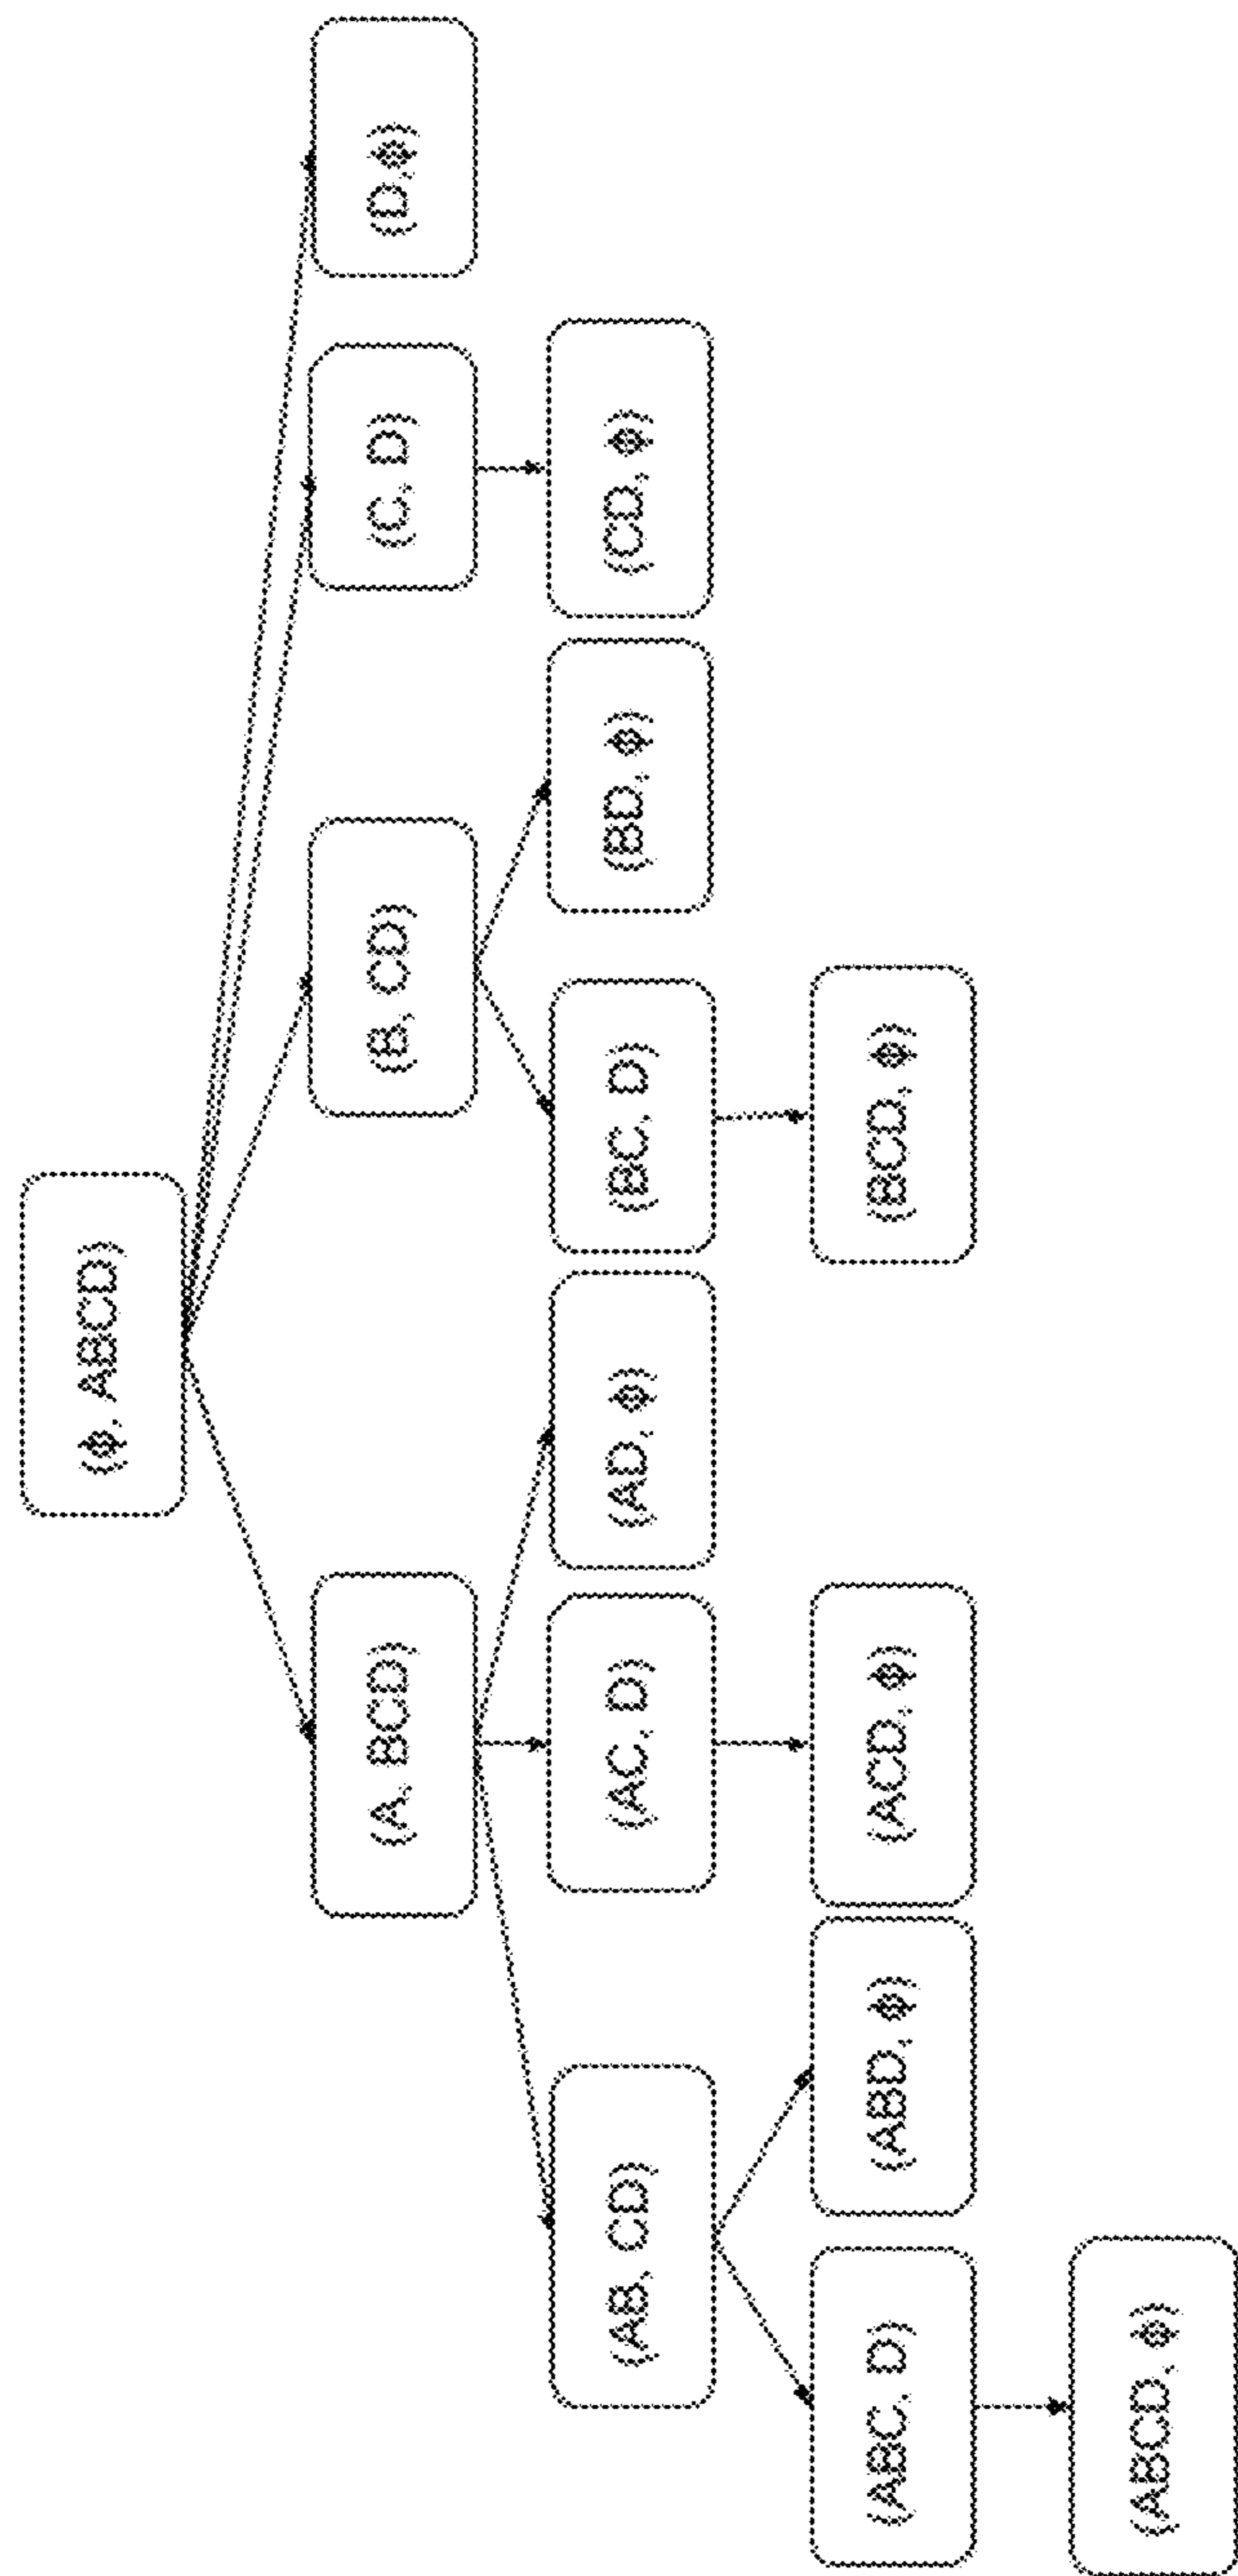 (ϕ, ABCD)
(A, BCD)
(B, CD)
(C, D)
(D,ϕ)
(AB, CD)
(AC, D)
(AD, ϕ)
(BC, D)
(BD, ϕ)
(CD, ϕ)
(ABC, D)
(ABD, ϕ)
(ACD, ϕ)
(BCD, ϕ)
(ABCD, ϕ)